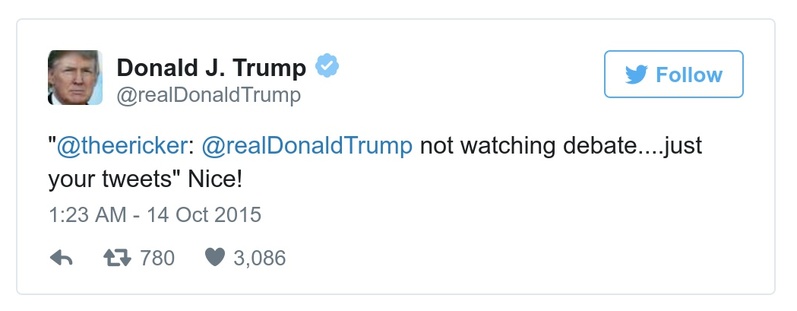 Donald J. Trump
@realDonaldTrump
Follow
"@theericker: @realDonaldTrump not watching debate....just
your tweets" Nice!
1:23 AM - 14 Oct 2015
780 3,086